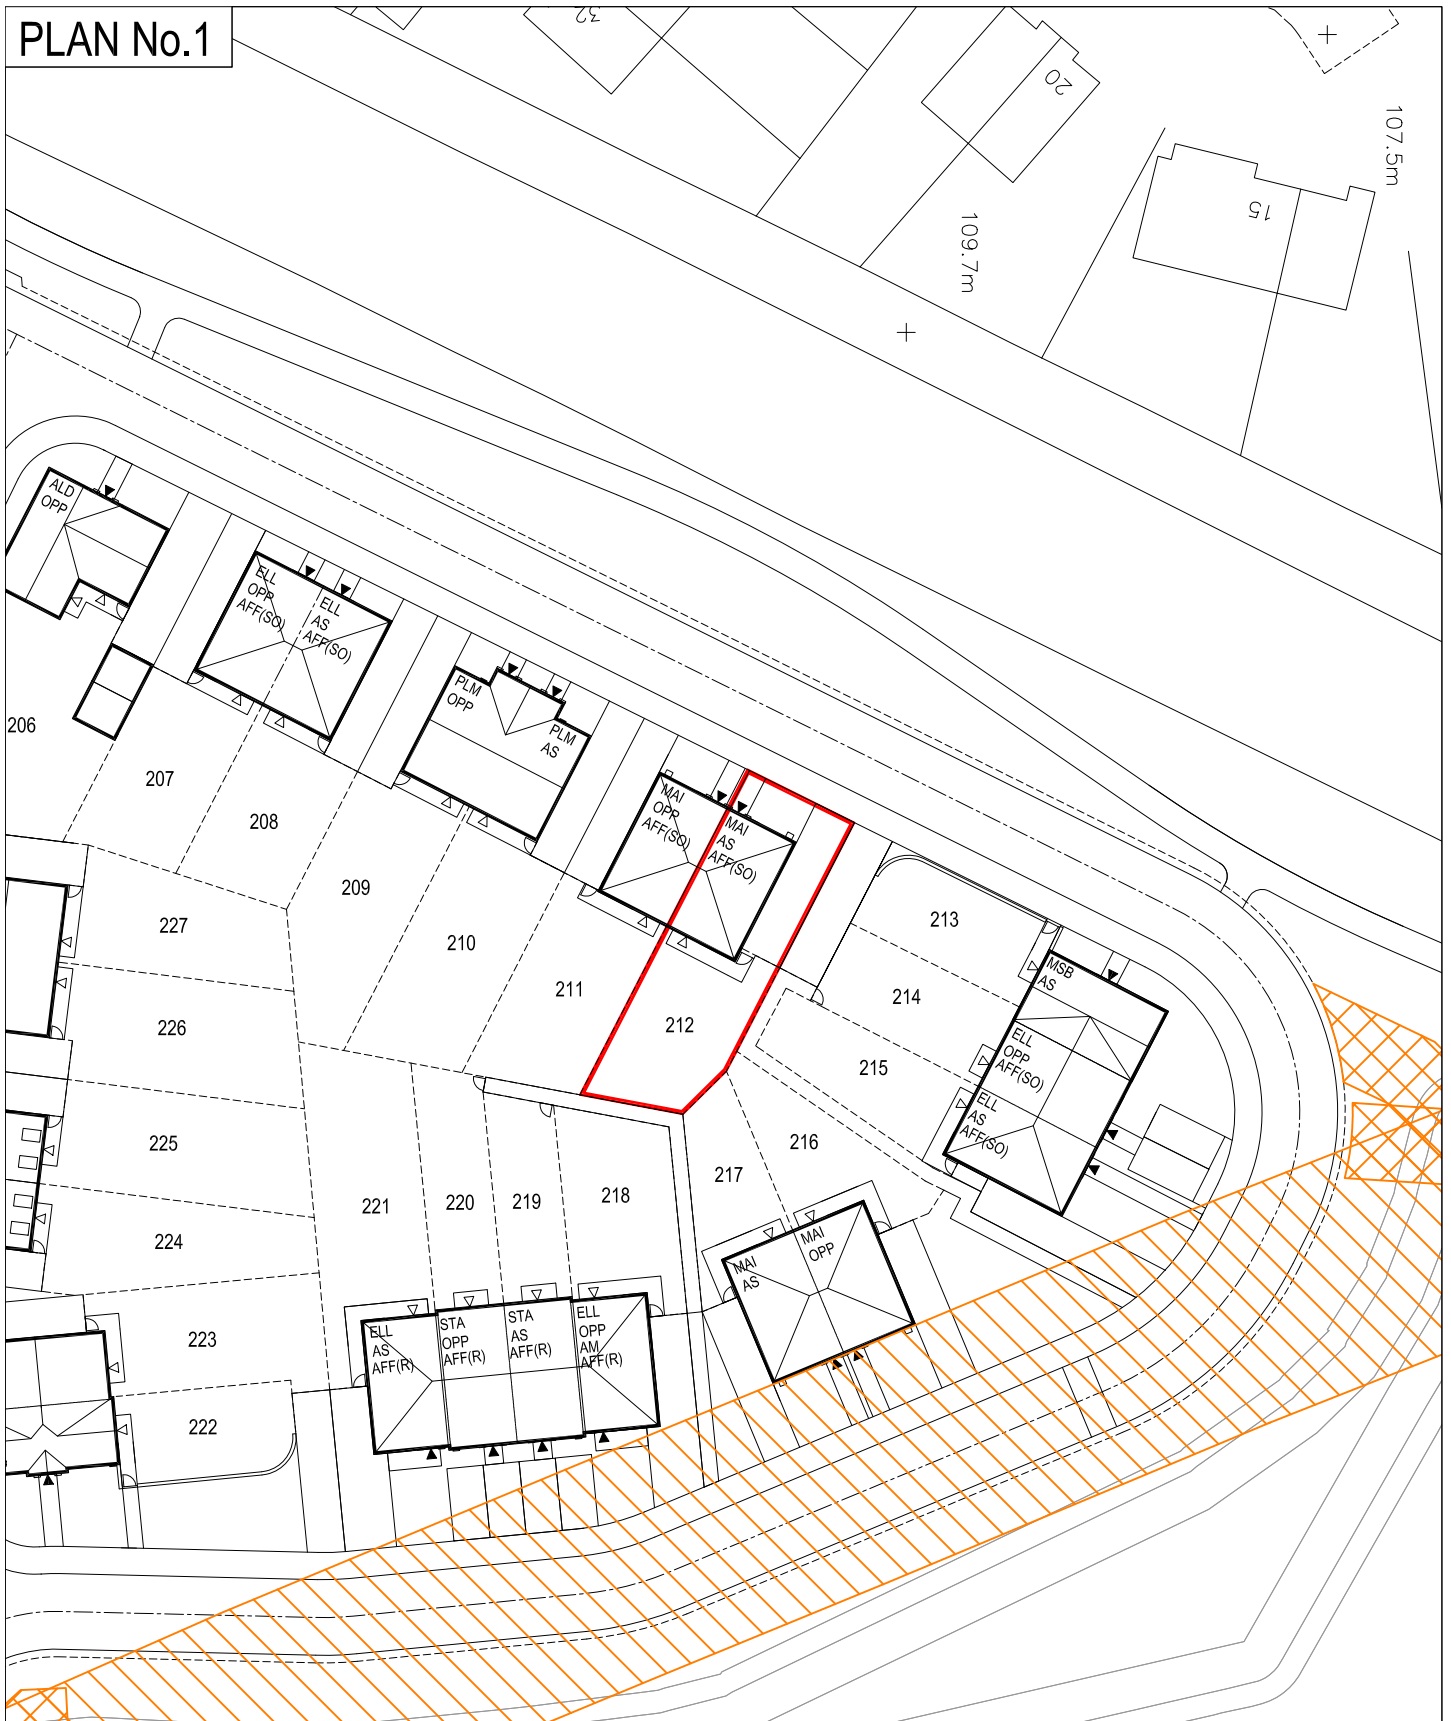 PLAN No.1
32
20
15
107.5m
109.7m
ALD
OPP
ELL
OPP
AFF(SO)
ELL
AS
AFF(SO)
PLM
OPP
PLM
AS
MAI
OPP
AFF(SO)
MAI
AS
AFF(SO)
206
207
208
209
210
211
212
213
214
215
MSB
AS
ELL
OPP
AFF(SO)
ELL
AS
AFF(SO)
227
226
225
224
223
222
221
220
219
218
217
216
MAI
AS
MAI
OPP
ELL
AS
AFF(R)
STA
OPP
AFF(R)
STA
AS
AFF(R)
ELL
OPP
AM
AFF(R)